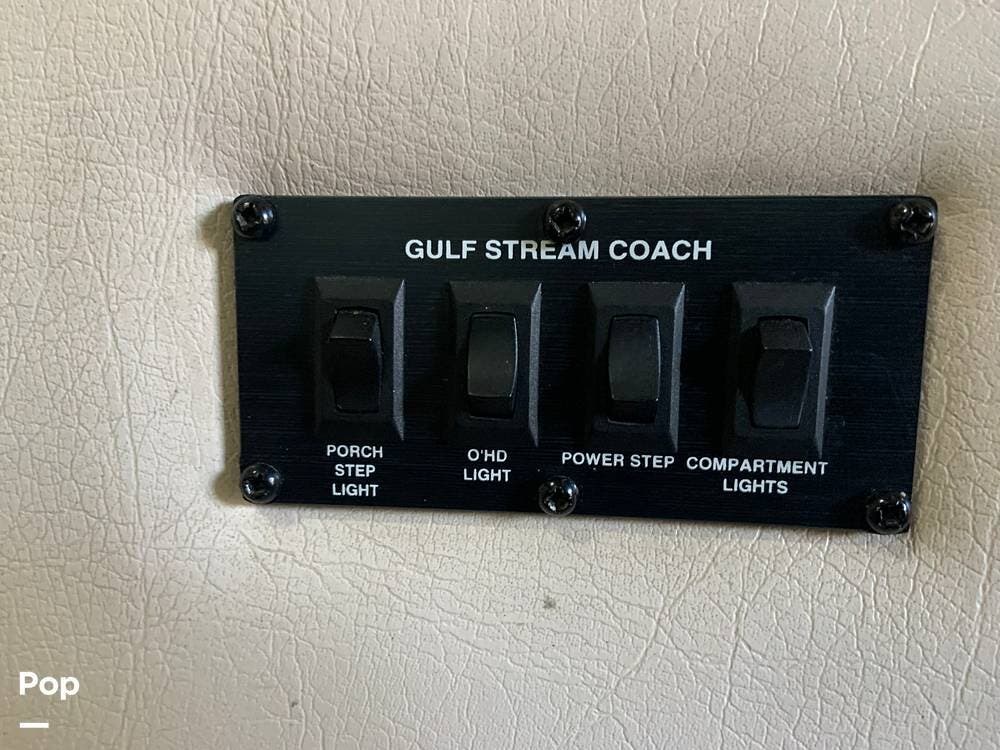 GULF STREAM COACH
PORCH
STEP
LIGHT
O'HD
LIGHT
POWER STEP
COMPARTMENT
LIGHTS
Pop